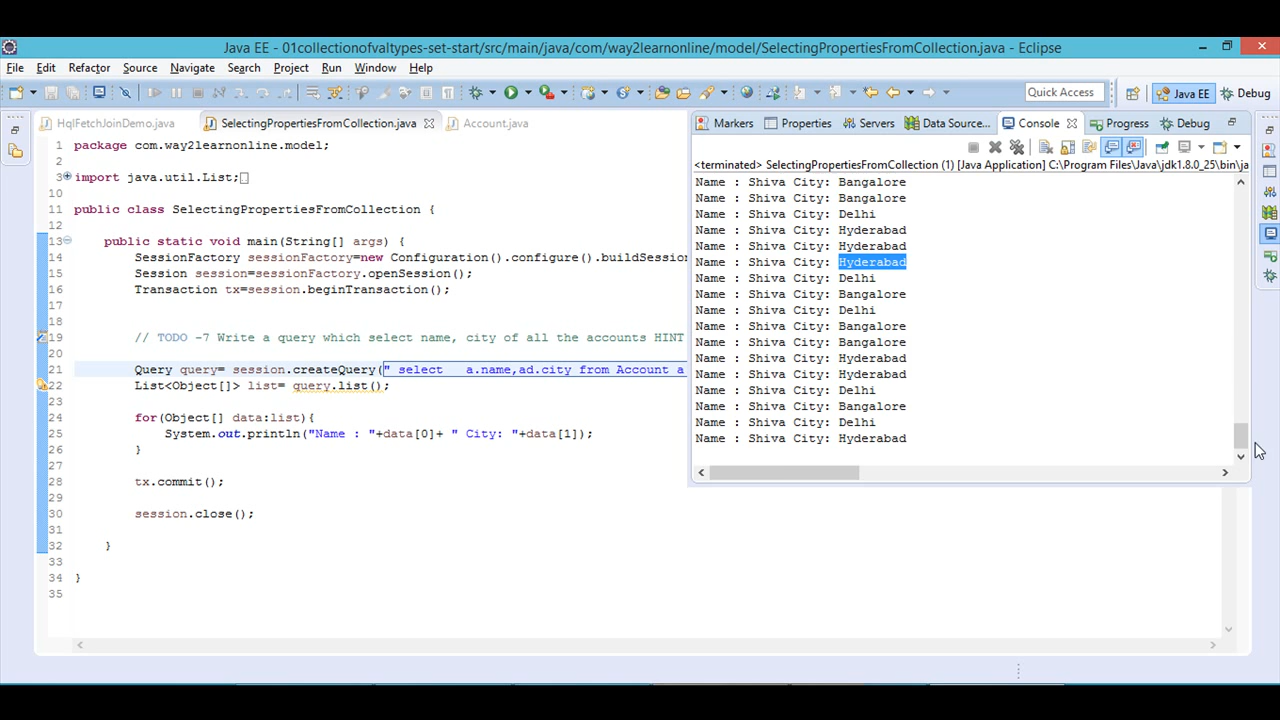 Java EE - 01collectionofvaltypes-set-start/src/main/java/com/way2learnonline/model/SelectingPropertiesFromCollection.java - Eclipse
File Edit Refactor Source Navigate Search Project Run Window Help
Quick Access Java EE Debug
HqlFetchJoinDemo.java SelectingPropertiesFromCollection.java Account.java
Markers Properties Servers Data Source... Console Progress Debug
<terminated> SelectingPropertiesFromCollection (1) [Java Application] C:\Program Files\Java\jdk1.8.0_25\bin\ja
1 package com.way2learnonline.model;
2
3 import java.util.List;
10
11 public class SelectingPropertiesFromCollection {
12
13 public static void main(String[] args) {
14 SessionFactory sessionFactory=new Configuration().configure().buildSession
15 Session session=sessionFactory.openSession();
16 Transaction tx=session.beginTransaction();
17
18
19 // TODO -7 Write a query which select name, city of all the accounts HINT
20
21 Query query= session.createQuery(" select   a.name,ad.city from Account a
22 List<Object[]> list= query.list();
23
24 for(Object[] data:list){
25 System.out.println("Name : "+data[0]+ " City: "+data[1]);
26 }
27
28 tx.commit();
29
30 session.close();
31
32 }
33
34 }
35
Name : Shiva City: Bangalore
Name : Shiva City: Bangalore
Name : Shiva City: Delhi
Name : Shiva City: Hyderabad
Name : Shiva City: Hyderabad
Name : Shiva City: Hyderabad
Name : Shiva City: Delhi
Name : Shiva City: Bangalore
Name : Shiva City: Delhi
Name : Shiva City: Bangalore
Name : Shiva City: Bangalore
Name : Shiva City: Hyderabad
Name : Shiva City: Hyderabad
Name : Shiva City: Delhi
Name : Shiva City: Bangalore
Name : Shiva City: Delhi
Name : Shiva City: Hyderabad